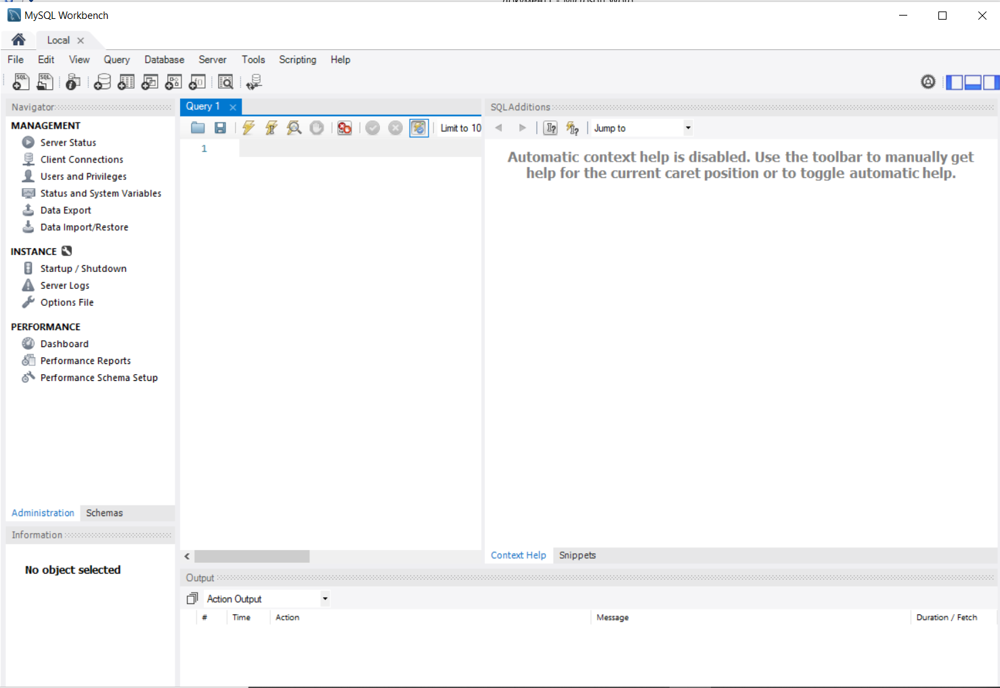 MySQL Workbench
Local
File Edit View Query Database Server Tools Scripting Help
Navigator
MANAGEMENT
Server Status
Client Connections
Users and Privileges
Status and System Variables
Data Export
Data Import/Restore
INSTANCE
Startup / Shutdown
Server Logs
Options File
PERFORMANCE
Dashboard
Performance Reports
Performance Schema Setup
Administration Schemas
Information
No object selected
Query 1
Limit to 10
1
SQLAdditions
Jump to
Automatic context help is disabled. Use the toolbar to manually get
help for the current caret position or to toggle automatic help.
Context Help Snippets
Output
Action Output
# Time Action Message Duration / Fetch